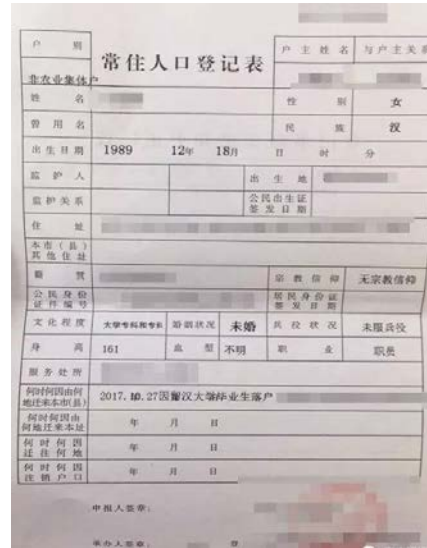 户 别
常住人口登记表
户主姓名 与户主关系
非农业集体户
姓 名 性 别 女
曾用名 民 族 汉
出生日期 1989 12年 18月 日 时 分
监护人 出生地
监护关系 公民出生证签发日期
住 址
本市(县)其他住址
籍 贯 宗教信仰 无宗教信仰
公民身份证件编号 居民身份证签发日期
文化程度 大学专科和专科 婚姻状况 未婚 兵役状况 未服兵役
身 高 161 血 型 不明 职 业 职员
服务处所
何时何因由何地迁来本市(县) 2017.10.27因留汉大学毕业生落户
何时何因由何地迁来本址 年 月 日
何时何因迁往何地 年 月 日
何时何因注销户口 年 月 日
申报人签章:
承办人签章: